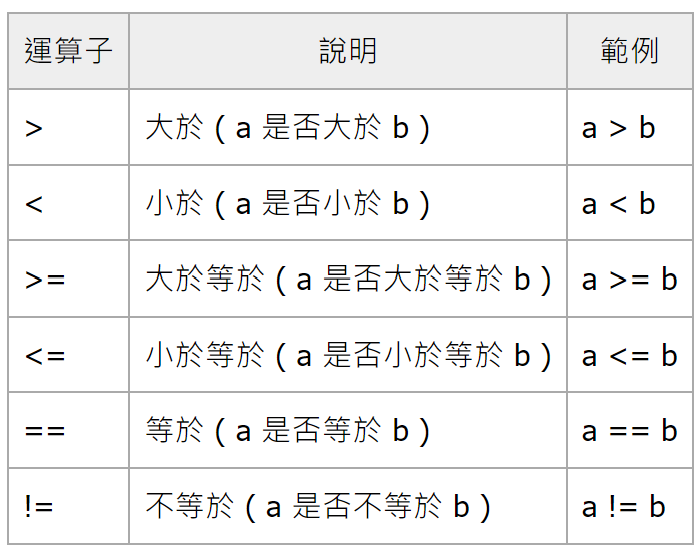 運算子 說明 範例
> 大於 ( a 是否大於 b ) a > b
< 小於 ( a 是否小於 b ) a < b
>= 大於等於 ( a 是否大於等於 b ) a >= b
<= 小於等於 ( a 是否小於等於 b ) a <= b
== 等於 ( a 是否等於 b ) a == b
!= 不等於 ( a 是否不等於 b ) a != b